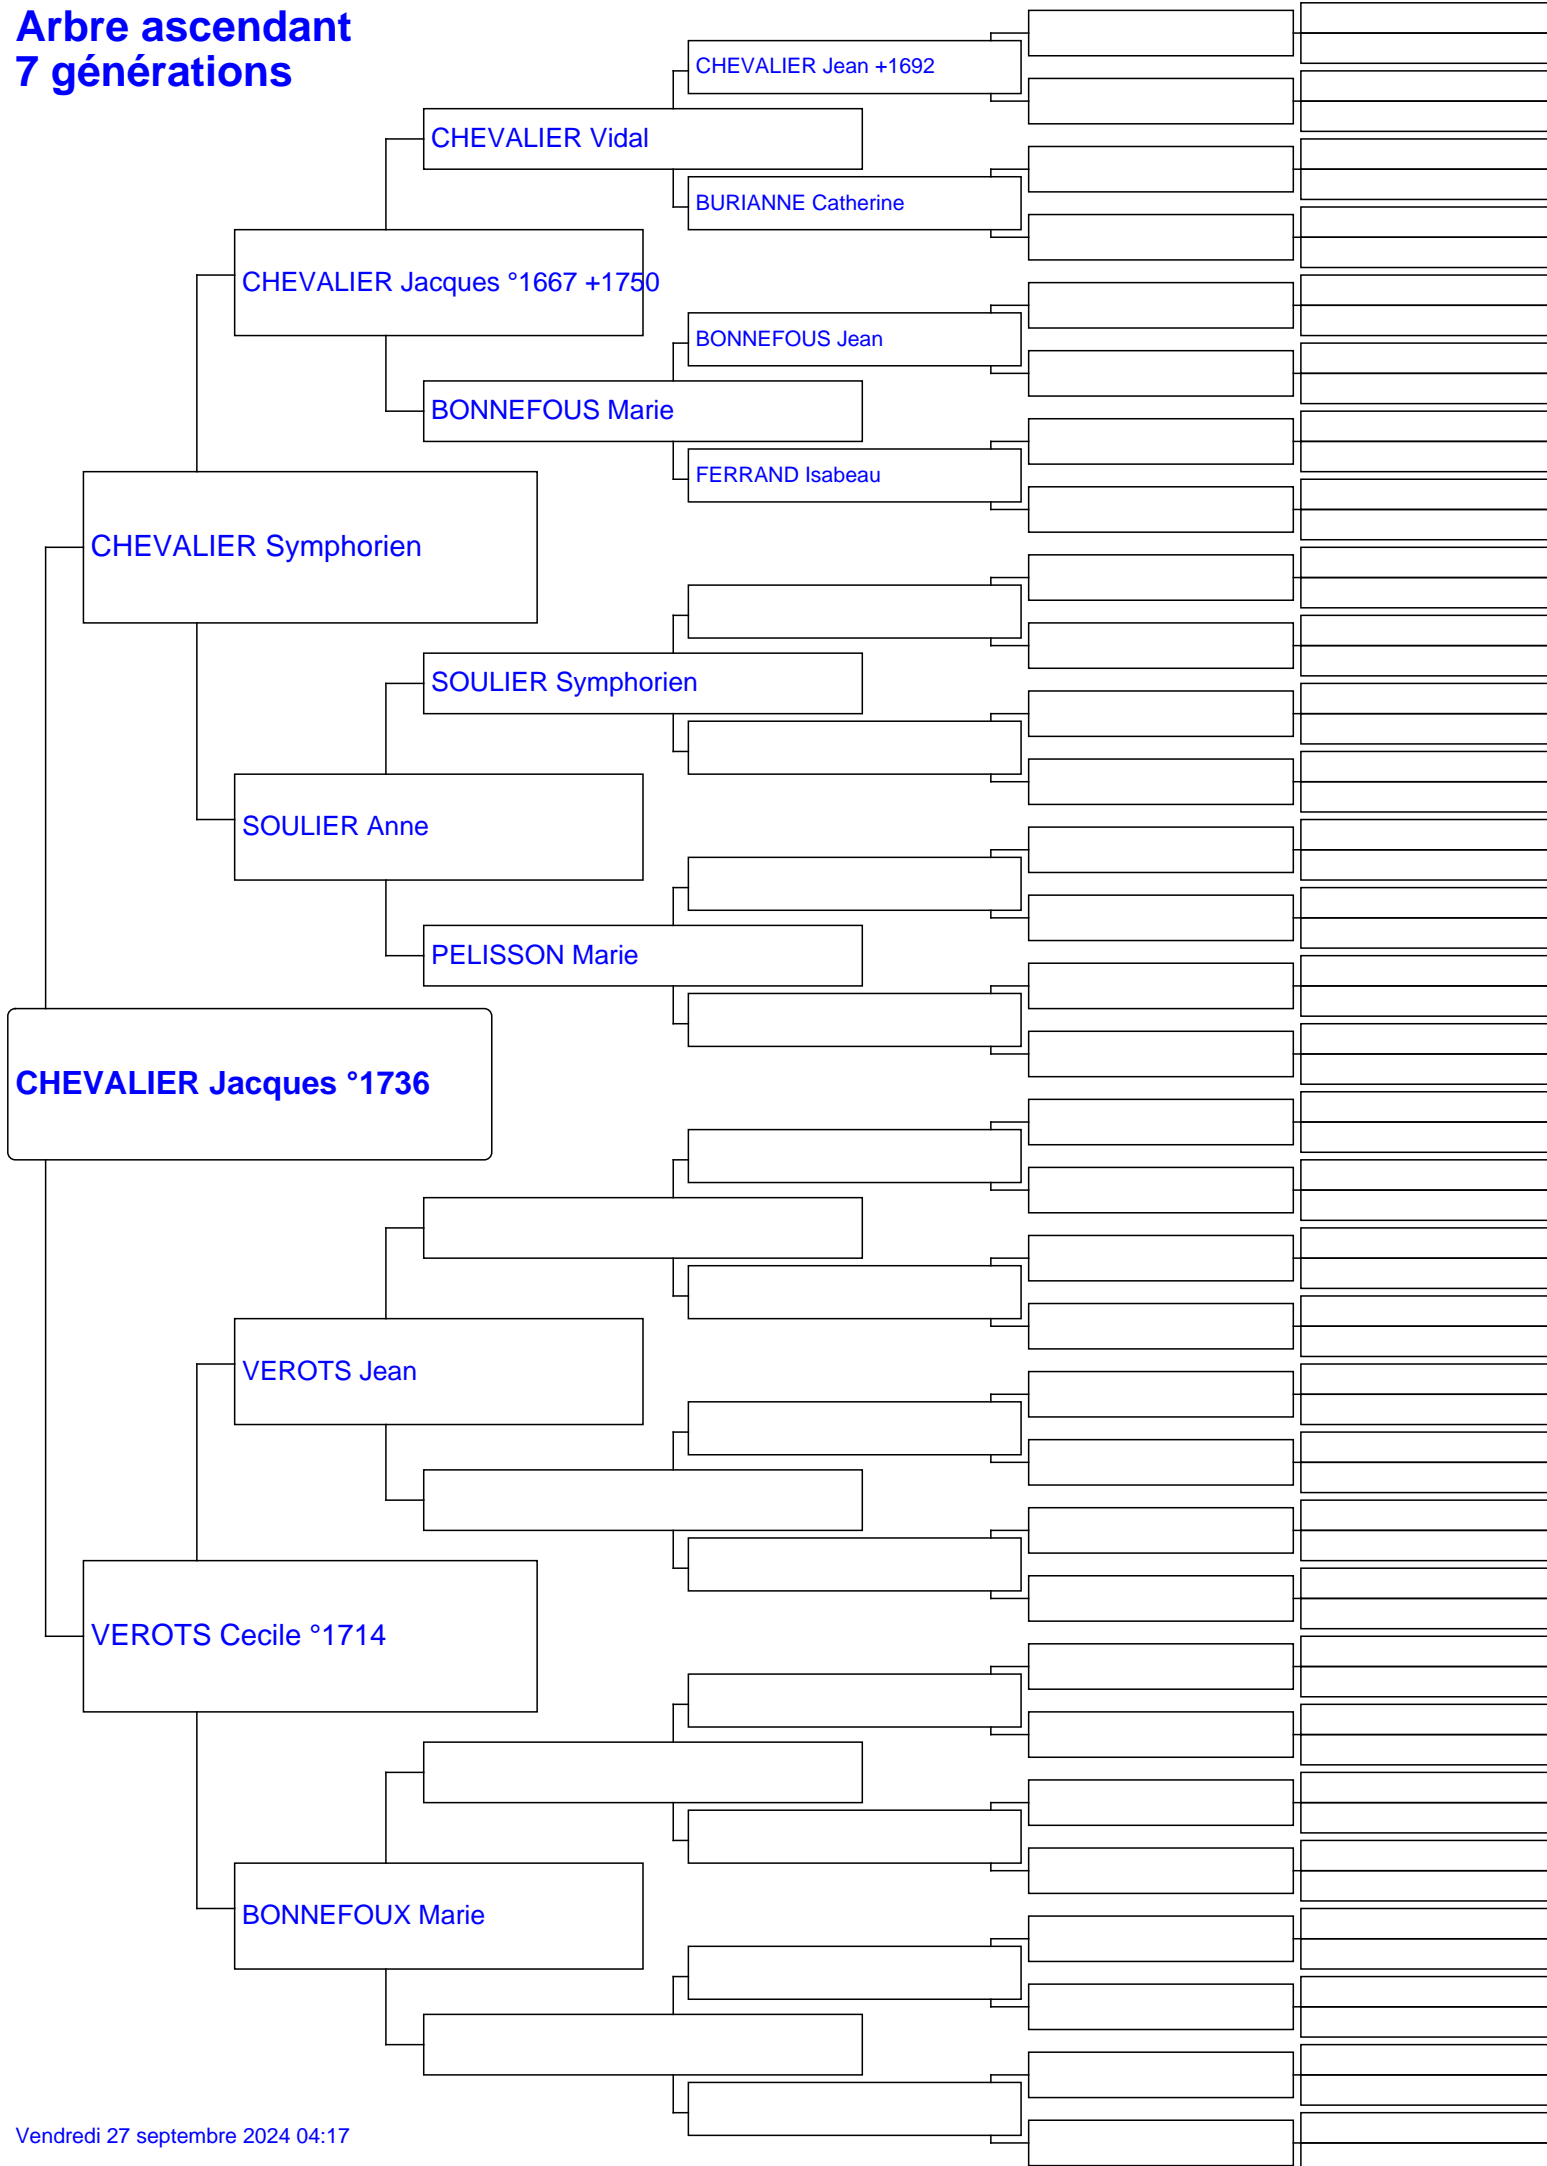 Arbre ascendant
7 générations
CHEVALIER Jean +1692
CHEVALIER Vidal
BURIANNE Catherine
CHEVALIER Jacques °1667 +1750
BONNEFOUS Jean
BONNEFOUS Marie
FERRAND Isabeau
CHEVALIER Symphorien
SOULIER Symphorien
SOULIER Anne
PELISSON Marie
CHEVALIER Jacques °1736
VEROTS Jean
VEROTS Cecile °1714
BONNEFOUX Marie
Vendredi 27 septembre 2024 04:17